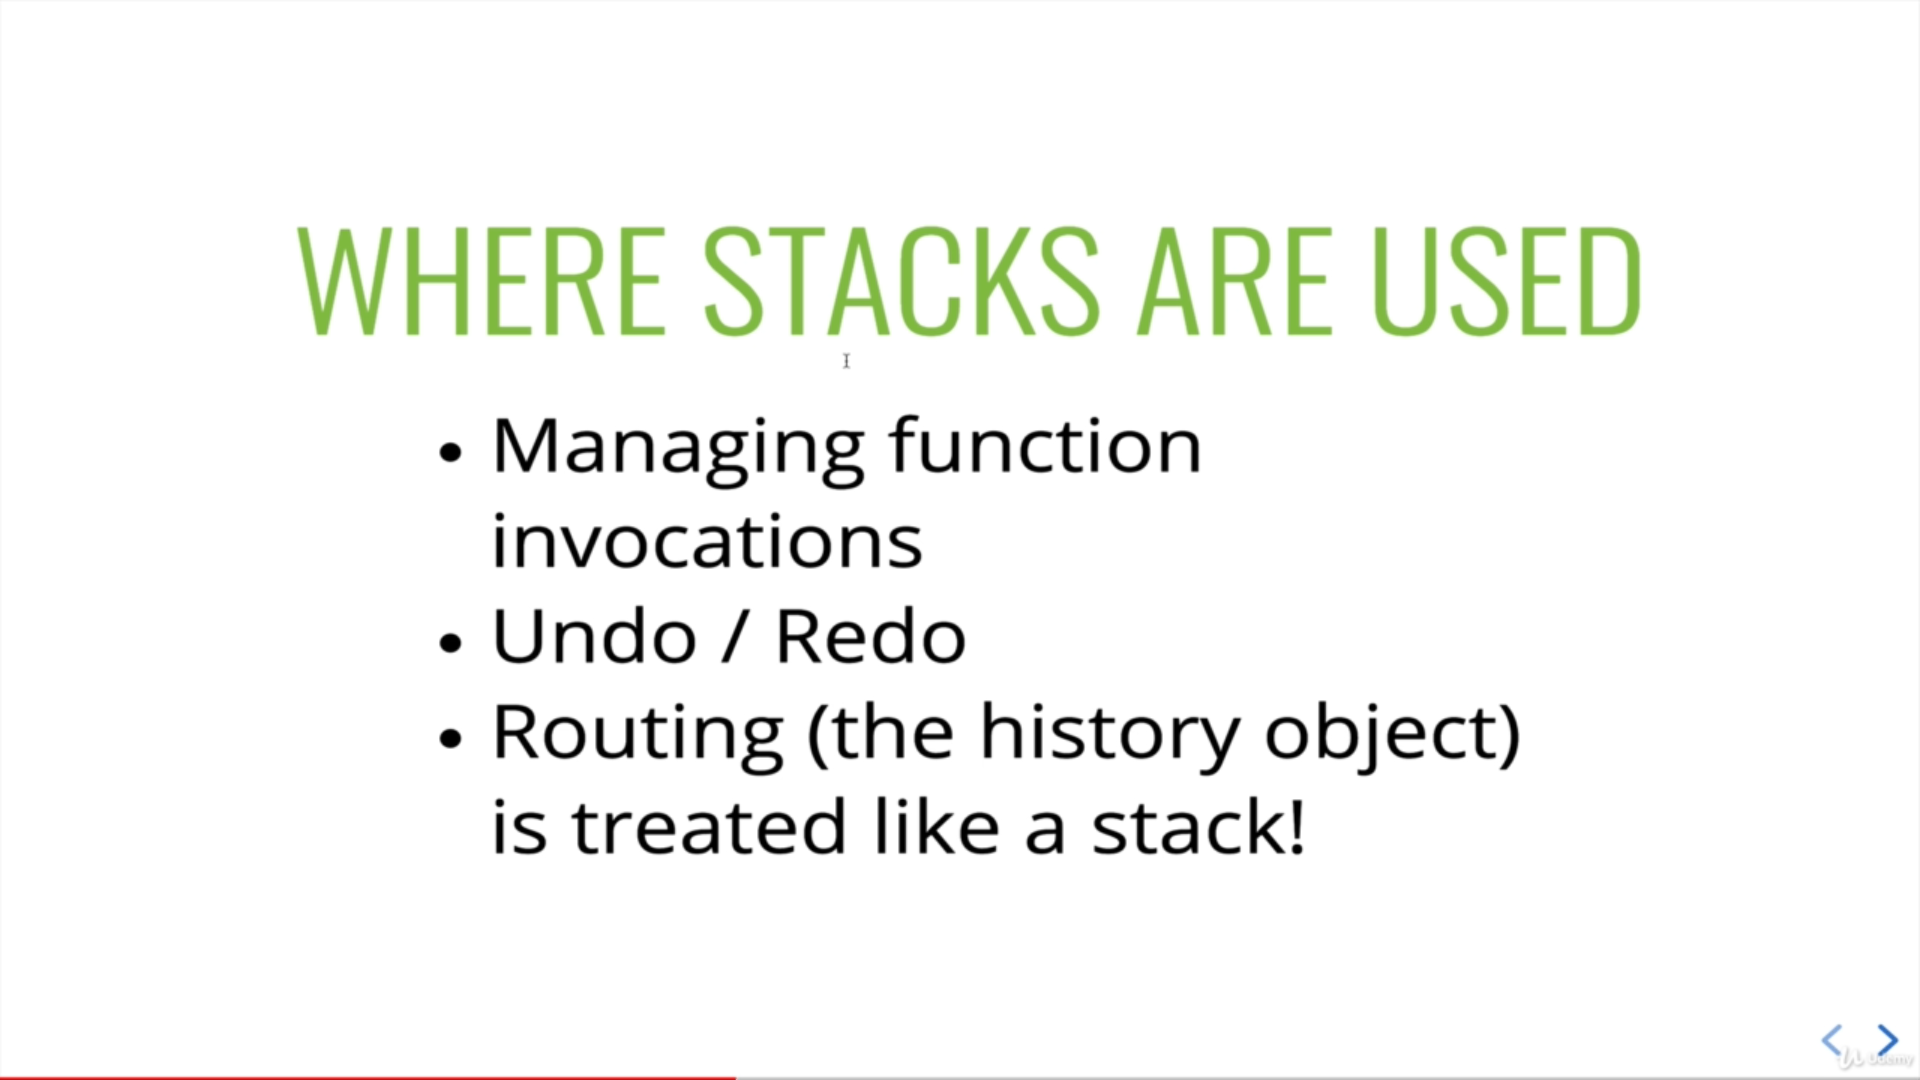 WHERE STACKS ARE USED
• Managing function
invocations
• Undo / Redo
• Routing (the history object)
is treated like a stack!
Udemy